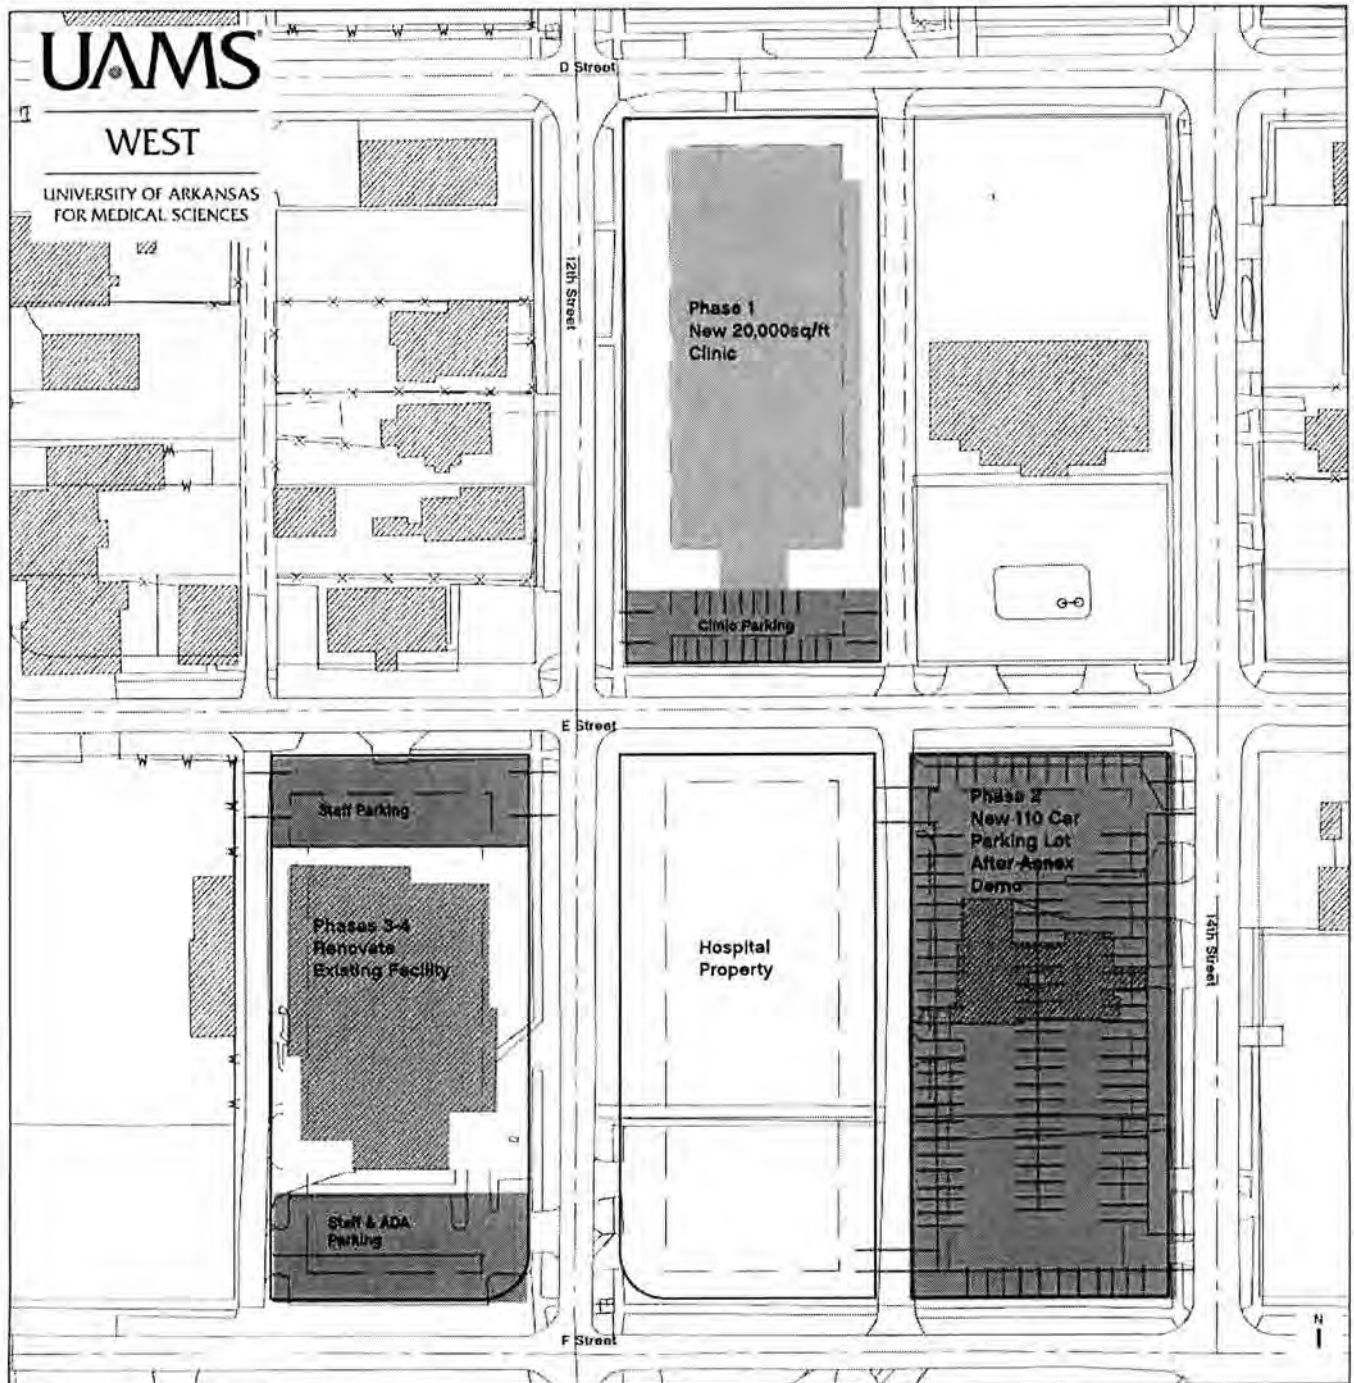 UAMS
WEST
UNIVERSITY OF ARKANSAS
FOR MEDICAL SCIENCES
D Street
12th Street
Phase 1
New 20,000sq/ft
Clinic
Clinic Parking
E Street
Staff Parking
Phases 3-4
Renovate
Existing Facility
Staff & ADA
Parking
Hospital
Property
Phase 2
New 110 Car
Parking Lot
After Annex
Demo
14th Street
F Street
N